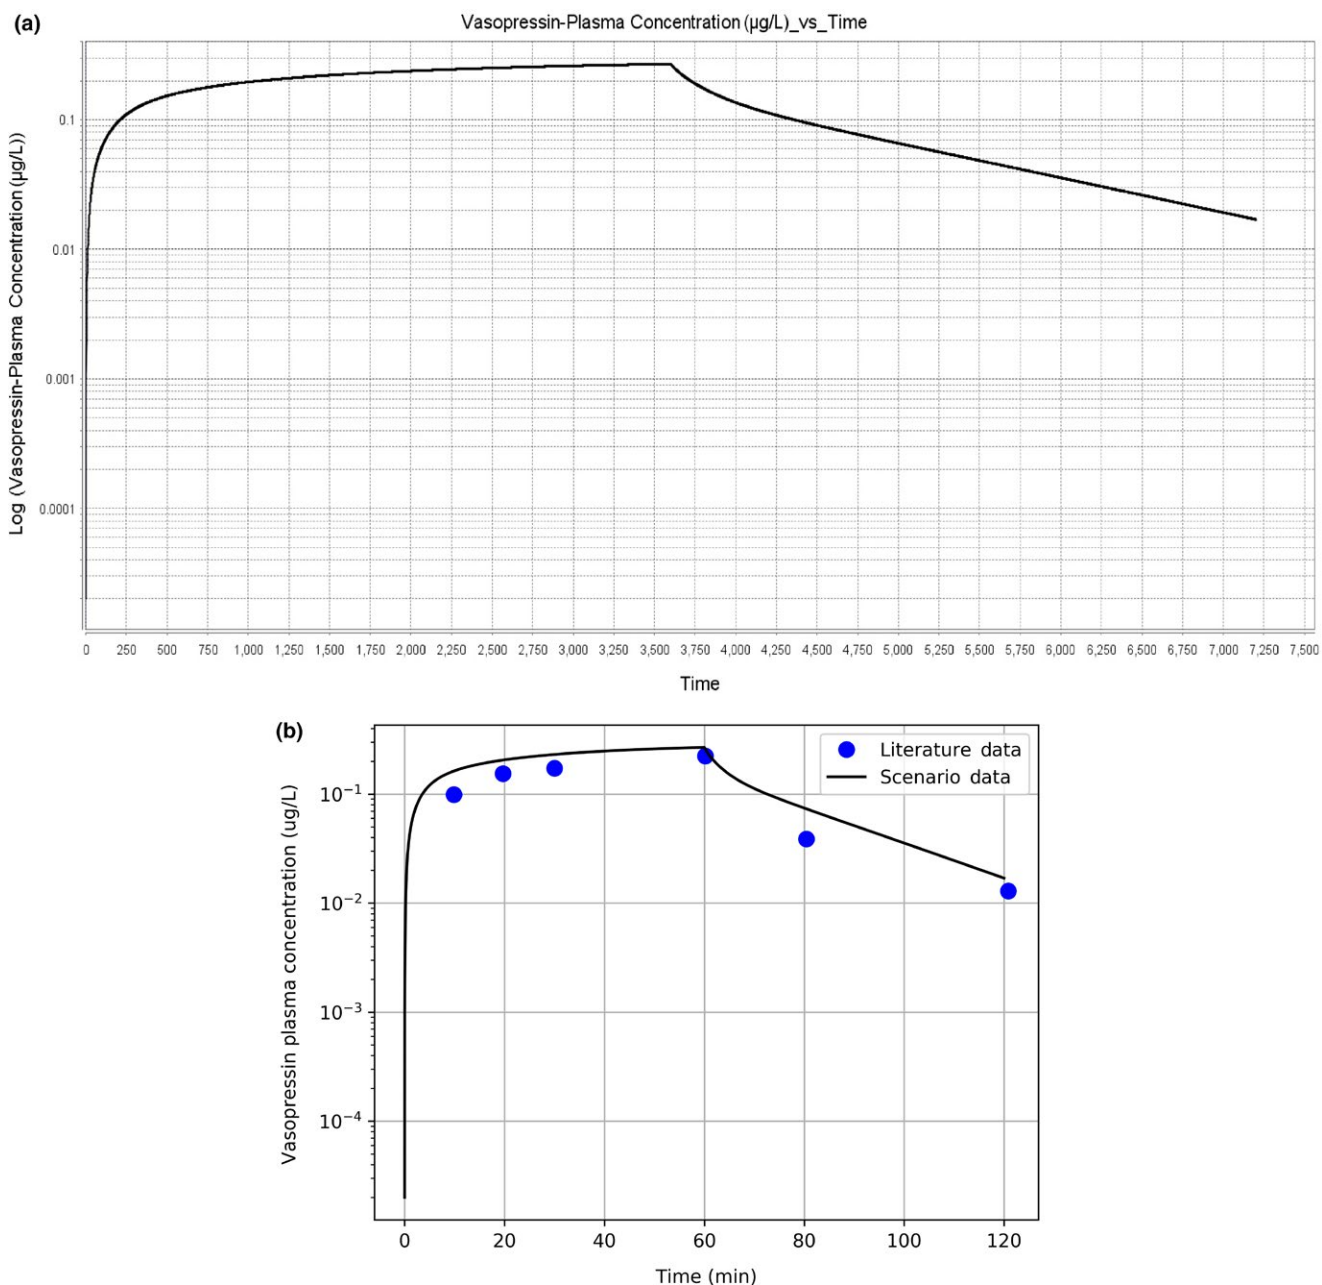 (a)
Vasopressin-Plasma Concentration (µg/L)_vs_Time
Log (Vasopressin-Plasma Concentration (µg/L))
0.1
0.01
0.001
0.0001
0 250 500 750 1,000 1,250 1,500 1,750 2,000 2,250 2,500 2,750 3,000 3,250 3,500 3,750 4,000 4,250 4,500 4,750 5,000 5,250 5,500 5,750 6,000 6,250 6,500 6,750 7,000 7,250 7,500
Time
(b)
Literature data
Scenario data
Vasopressin plasma concentration (ug/L)
10⁻¹
10⁻²
10⁻³
10⁻⁴
0 20 40 60 80 100 120
Time (min)